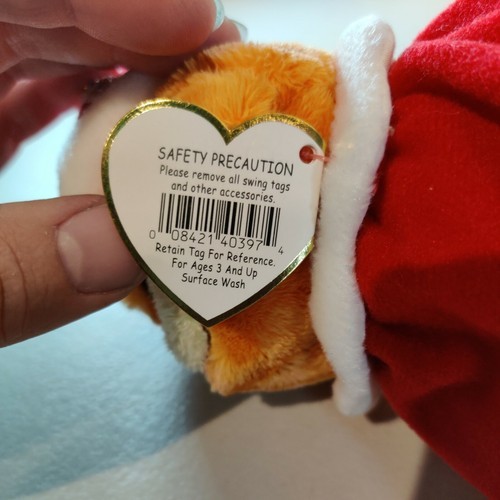 SAFETY PRECAUTION
Please remove all swing tags
and other accessories.
0 08421 40397 4
Retain Tag For Reference.
For Ages 3 And Up
Surface Wash